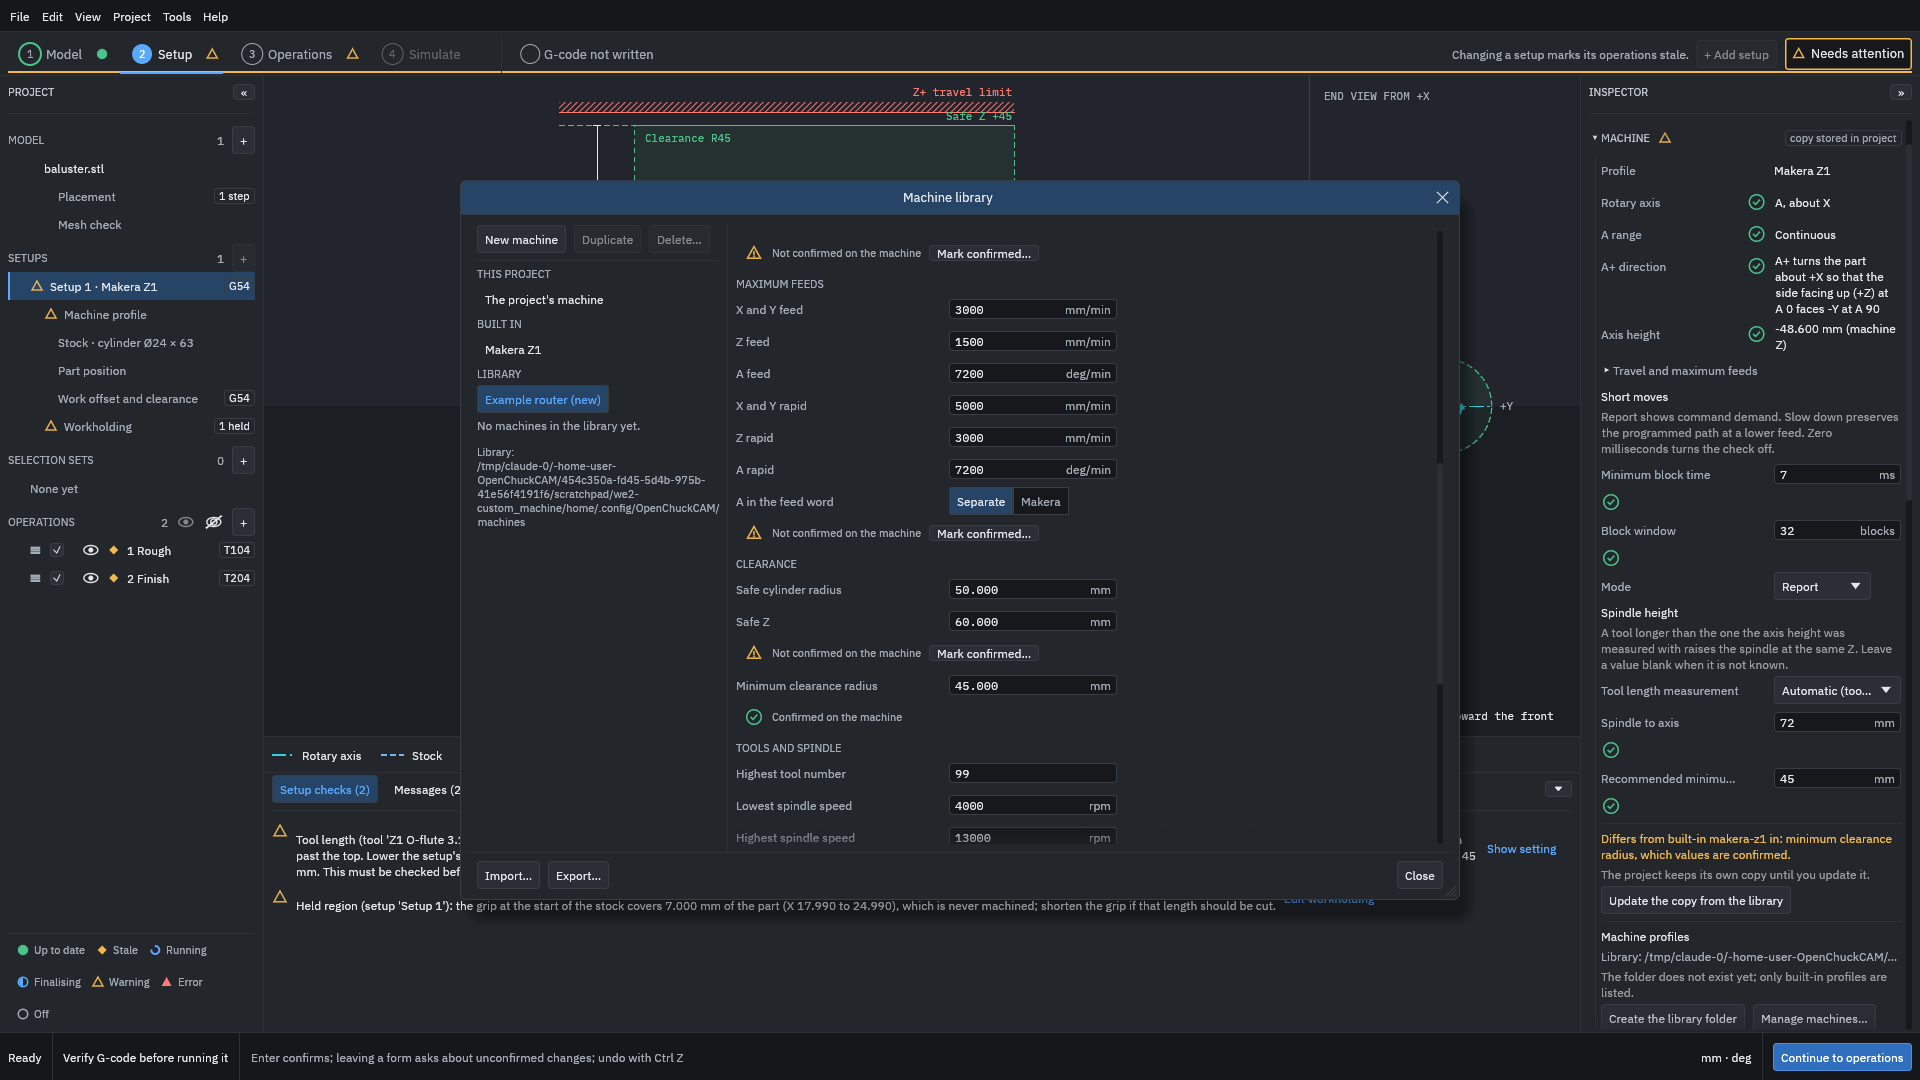 File Edit View Project Tools Help
1 Model 2 Setup 3 Operations 4 Simulate G-code not written Changing a setup marks its operations stale. + Add setup Needs attention
PROJECT «
MODEL 1 +
baluster.stl
Placement 1 step
Mesh check
SETUPS 1 +
Setup 1 · Makera Z1 G54
Machine profile
Stock · cylinder Ø24 × 63
Part position
Work offset and clearance G54
Workholding 1 held
SELECTION SETS 0 +
None yet
OPERATIONS 2 +
1 Rough T104
2 Finish T204
Up to date Stale Running
Finalising Warning Error
Off
Z+ travel limit
Safe Z +45
Clearance R45
END VIEW FROM +X
+Y
ward the front
Rotary axis Stock
Setup checks (2) Messages (2
Tool length (tool 'Z1 O-flute 3.1
past the top. Lower the setup's
mm. This must be checked bef
45 Show setting
Held region (setup 'Setup 1'): the grip at the start of the stock covers 7.000 mm of the part (X 17.990 to 24.990), which is never machined; shorten the grip if that length should be cut. Edit workholding
Machine library
New machine Duplicate Delete...
THIS PROJECT
The project's machine
BUILT IN
Makera Z1
LIBRARY
Example router (new)
No machines in the library yet.
Library:
/tmp/claude-0/-home-user-
OpenChuckCAM/454c350a-fd45-5d4b-975b-
41e56f4191f6/scratchpad/we2-
custom_machine/home/.config/OpenChuckCAM/
machines
Not confirmed on the machine Mark confirmed...
MAXIMUM FEEDS
X and Y feed 3000 mm/min
Z feed 1500 mm/min
A feed 7200 deg/min
X and Y rapid 5000 mm/min
Z rapid 3000 mm/min
A rapid 7200 deg/min
A in the feed word Separate Makera
Not confirmed on the machine Mark confirmed...
CLEARANCE
Safe cylinder radius 50.000 mm
Safe Z 60.000 mm
Not confirmed on the machine Mark confirmed...
Minimum clearance radius 45.000 mm
Confirmed on the machine
TOOLS AND SPINDLE
Highest tool number 99
Lowest spindle speed 4000 rpm
Highest spindle speed 13000 rpm
Import... Export... Close
INSPECTOR »
MACHINE copy stored in project
Profile Makera Z1
Rotary axis A, about X
A range Continuous
A+ direction A+ turns the part
about +X so that the
side facing up (+Z) at
A 0 faces -Y at A 90
Axis height -48.600 mm (machine
Z)
Travel and maximum feeds
Short moves
Report shows command demand. Slow down preserves
the programmed path at a lower feed. Zero
milliseconds turns the check off.
Minimum block time 7 ms
Block window 32 blocks
Mode Report
Spindle height
A tool longer than the one the axis height was
measured with raises the spindle at the same Z. Leave
a value blank when it is not known.
Tool length measurement Automatic (too...
Spindle to axis 72 mm
Recommended minimu... 45 mm
Differs from built-in makera-z1 in: minimum clearance
radius, which values are confirmed.
The project keeps its own copy until you update it.
Update the copy from the library
Machine profiles
Library: /tmp/claude-0/-home-user-OpenChuckCAM/...
The folder does not exist yet; only built-in profiles are
listed.
Create the library folder Manage machines...
Ready Verify G-code before running it Enter confirms; leaving a form asks about unconfirmed changes; undo with Ctrl Z mm · deg Continue to operations